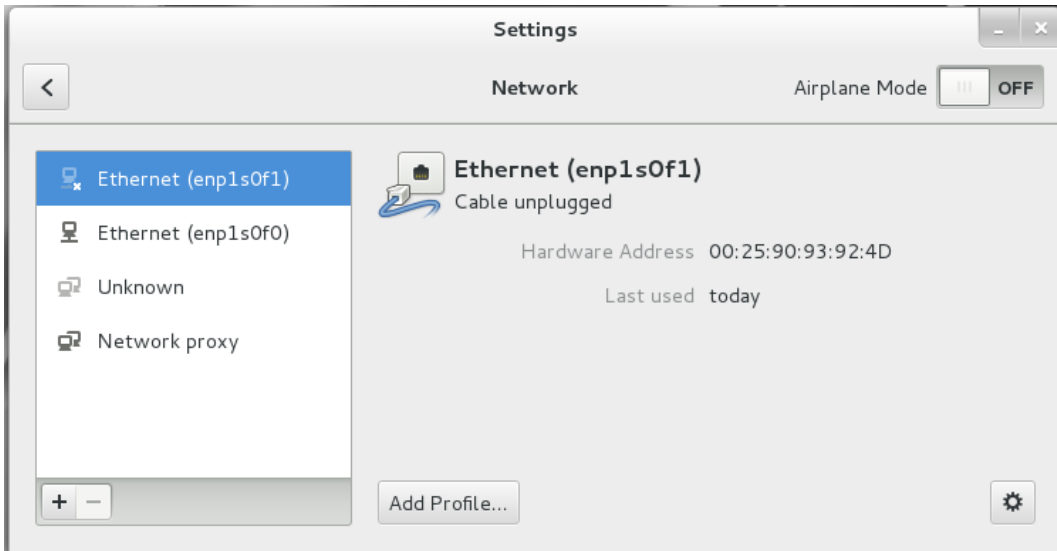 Settings
Network
Airplane Mode OFF
Ethernet (enp1s0f1)
Ethernet (enp1s0f0)
Unknown
Network proxy
Ethernet (enp1s0f1)
Cable unplugged
Hardware Address 00:25:90:93:92:4D
Last used today
Add Profile...